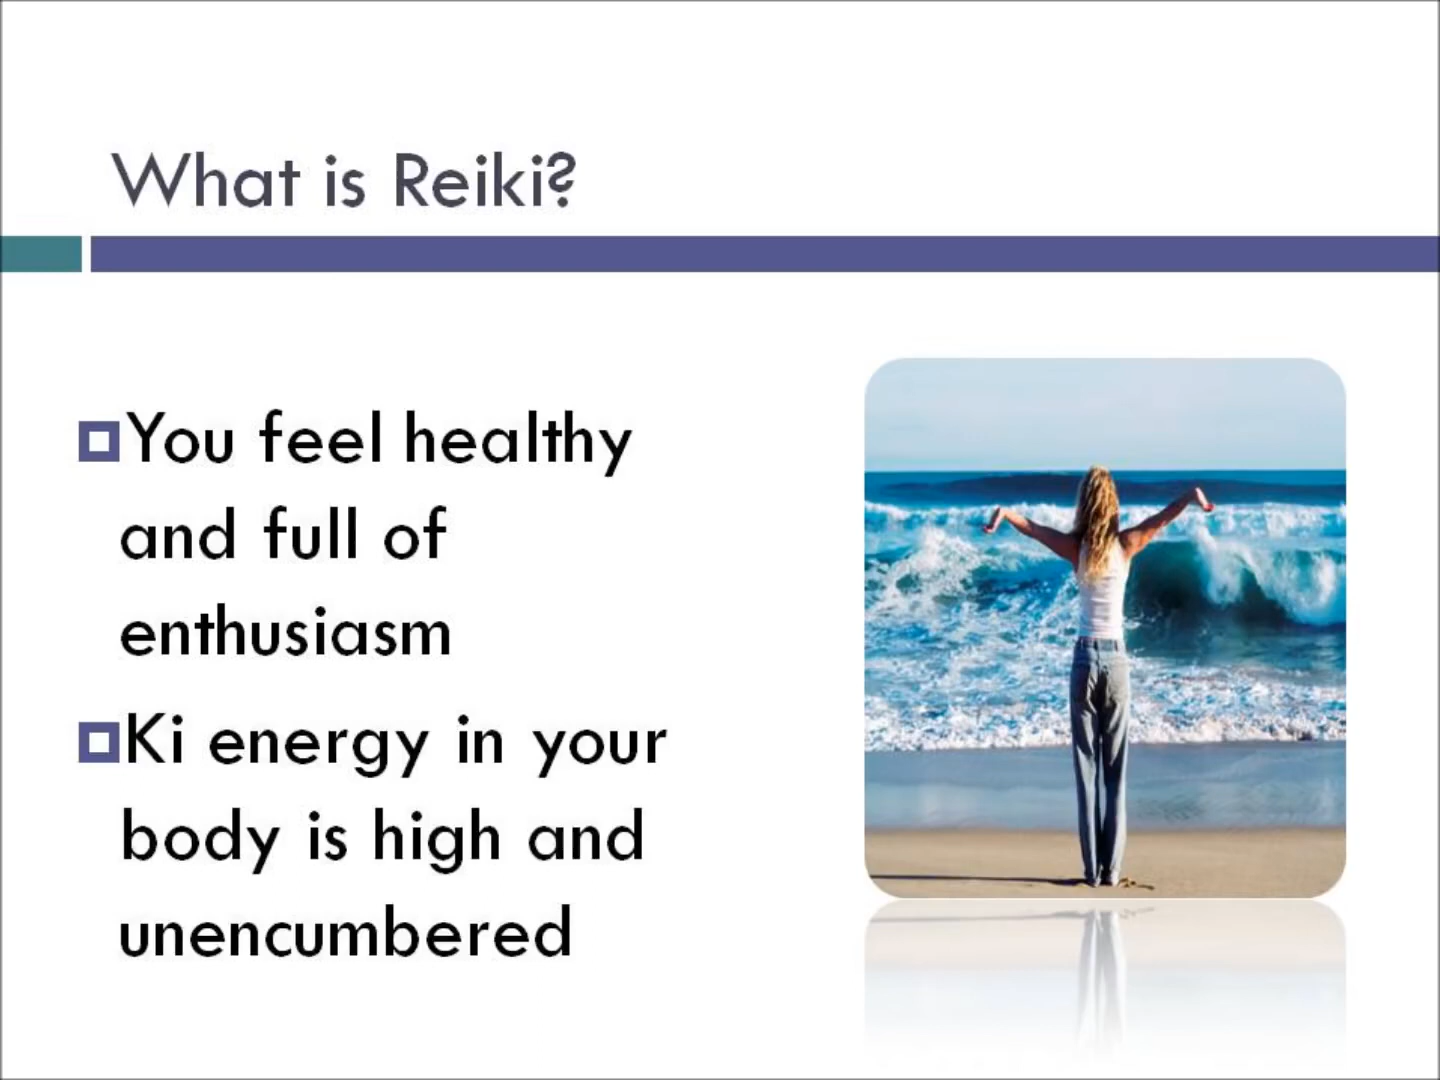 What is Reiki?
You feel healthy
and full of
enthusiasm
Ki energy in your
body is high and
unencumbered